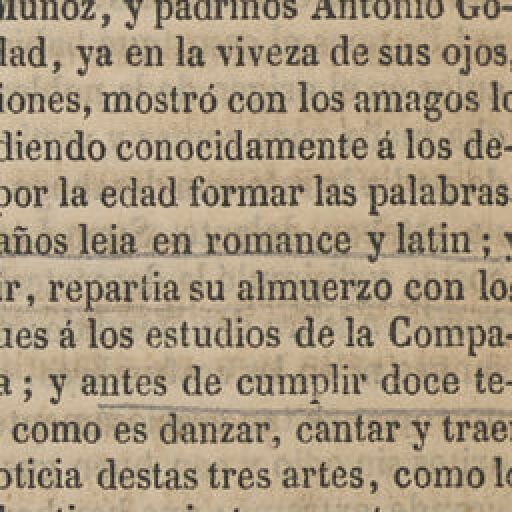 Muñoz, y padrinos Antonio Go-
dad, ya en la viveza de sus ojos,
iones, mostró con los amagos lo
diendo conocidamente á los de-
por la edad formar las palabras
años leia en romance y latin ; y
ir, repartia su almuerzo con los
ues á los estudios de la Compa-
a ; y antes de cumplir doce te-
como es danzar, cantar y traer
oticia destas tres artes, como lo